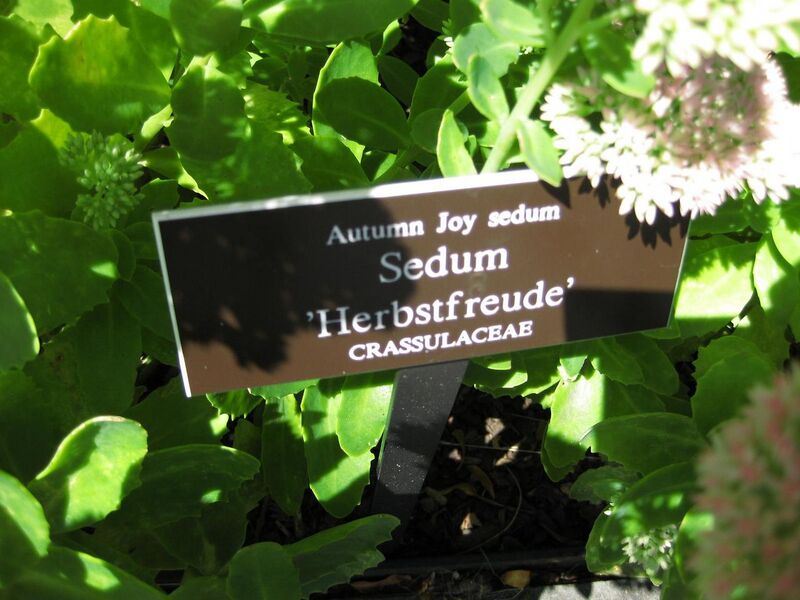 Autumn Joy sedum
Sedum
'Herbstfreude'
CRASSULACEAE